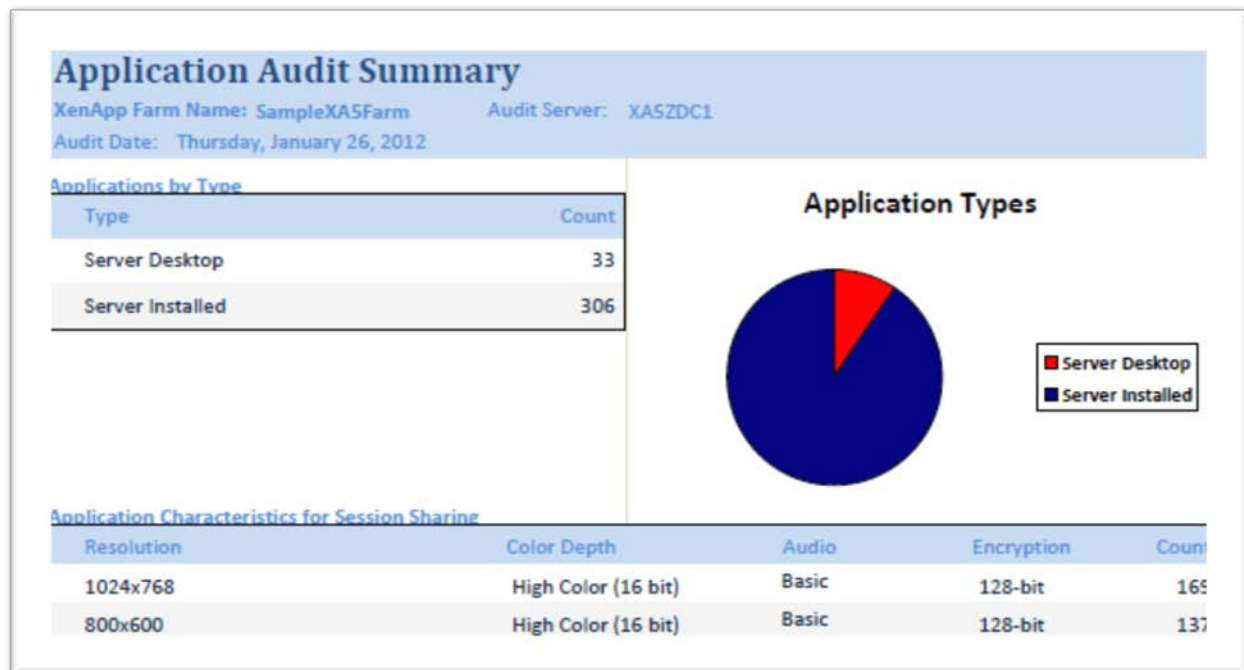 Application Audit Summary
XenApp Farm Name: SampleXA5Farm Audit Server: XA5ZDC1
Audit Date: Thursday, January 26, 2012
Applications by Type
Type Count
Server Desktop 33
Server Installed 306
Application Types
Server Desktop
Server Installed
Application Characteristics for Session Sharing
Resolution Color Depth Audio Encryption Count
1024x768 High Color (16 bit) Basic 128-bit 169
800x600 High Color (16 bit) Basic 128-bit 137